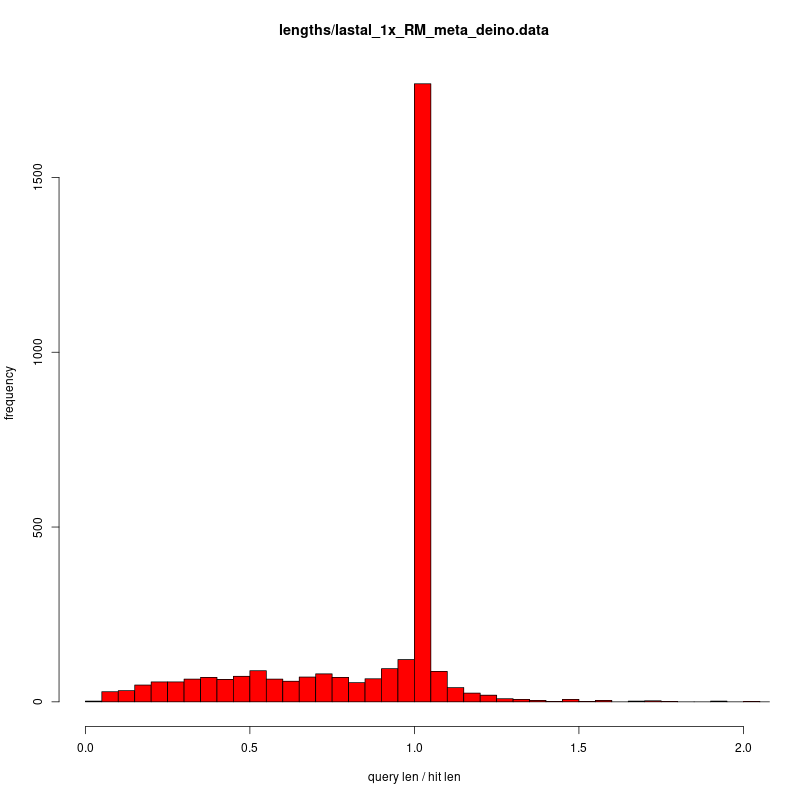 lengths/lastal_1x_RM_meta_deino.data
frequency
1500
1000
500
0
0.0 0.5 1.0 1.5 2.0
query len / hit len